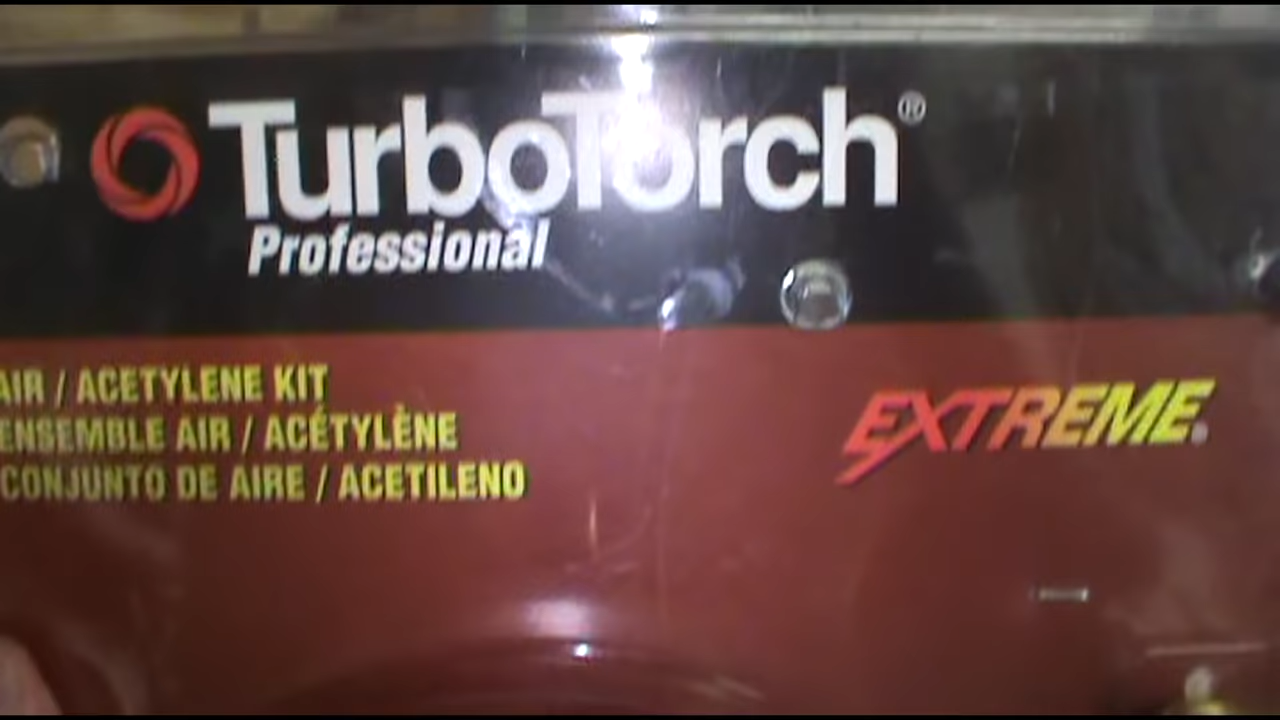 TurboTorch®
Professional
AIR / ACETYLENE KIT
ENSEMBLE AIR / ACÉTYLÈNE
CONJUNTO DE AIRE / ACETILENO
EXTREME®